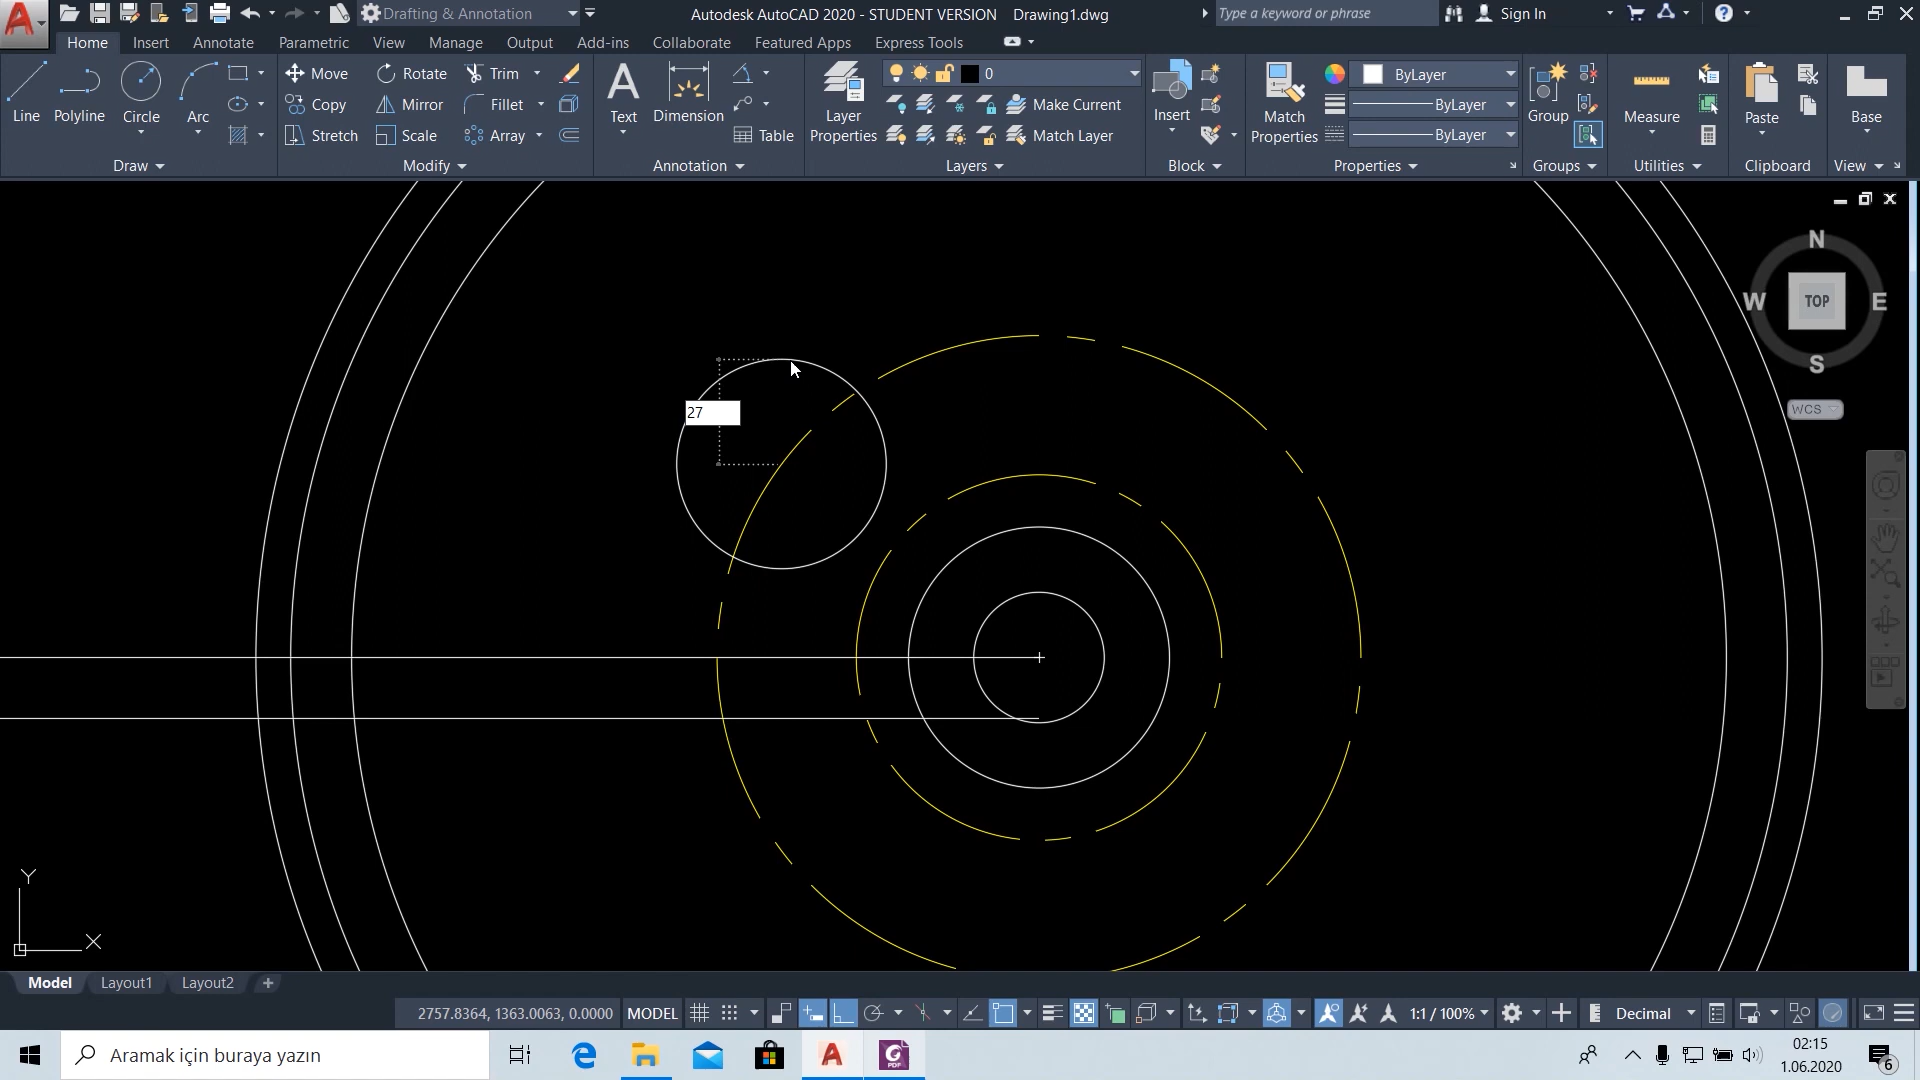 Drafting & Annotation
Autodesk AutoCAD 2020 - STUDENT VERSION Drawing1.dwg
Type a keyword or phrase
Sign In
Home Insert Annotate Parametric View Manage Output Add-ins Collaborate Featured Apps Express Tools
Line
Polyline
Circle
Arc
Draw
Move
Rotate
Trim
Copy
Mirror
Fillet
Stretch
Scale
Array
Modify
Text
Dimension
Table
Annotation
Layer
Properties
0
Make Current
Match Layer
Layers
Insert
Block
Match
Properties
ByLayer
ByLayer
ByLayer
Properties
Group
Groups
Measure
Utilities
Paste
Clipboard
Base
View
N
W
TOP
E
S
WCS
27
Y
X
Model Layout1 Layout2
2757.8364, 1363.0063, 0.0000 MODEL
1:1 / 100%
Decimal
Aramak için buraya yazın
PDF
02:15
1.06.2020
6